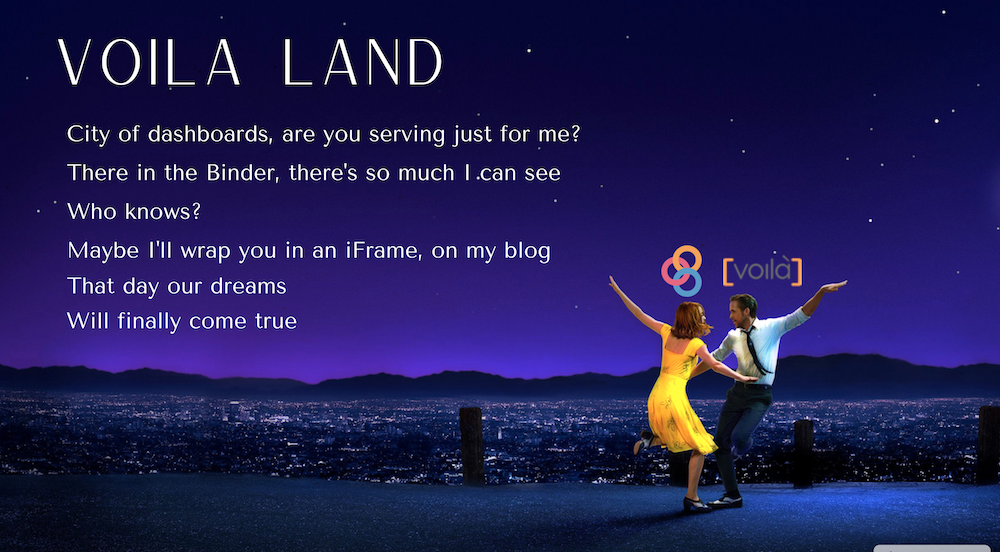 VOILA LAND
City of dashboards, are you serving just for me?
There in the Binder, there's so much I can see
Who knows?
Maybe I'll wrap you in an iFrame, on my blog
[voilà]
That day our dreams
Will finally come true